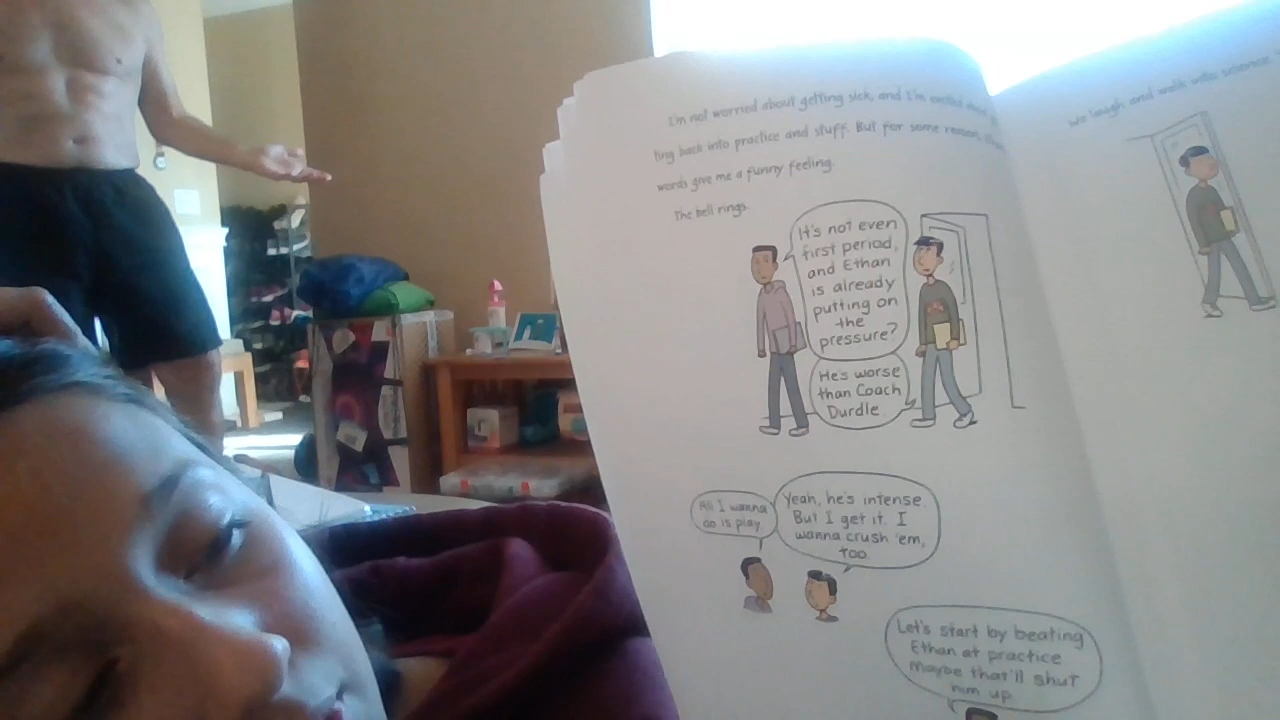 I'm not worried about getting sick, and I'm excited about
ting back into practice and stuff. But for some reason,
words give me a funny feeling.
The bell rings.
It's not even
first period,
and Ethan
is already
putting on
the
pressure?
He's worse
than Coach
Durdle.
All I wanna
do is play.
Yeah, he's intense.
But I get it. I
wanna crush 'em,
too.
Let's start by beating
Ethan at practice
Maybe that'll shut
him up.
We laugh and walk into science.